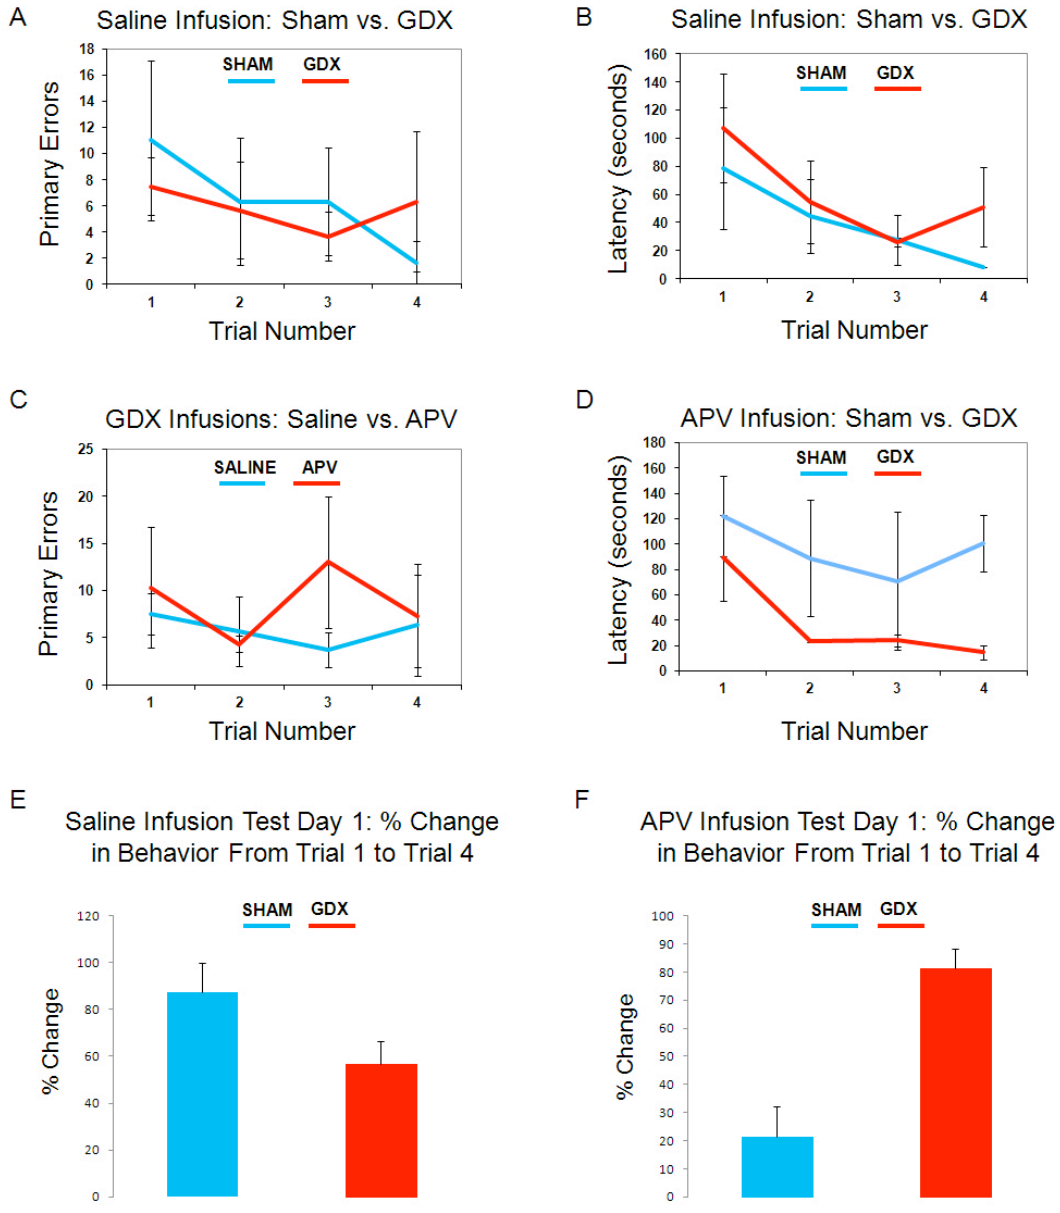 A
Saline Infusion: Sham vs. GDX
SHAM GDX
Primary Errors
18
16
14
12
10
8
6
4
2
0
1 2 3 4
Trial Number
B
Saline Infusion: Sham vs. GDX
SHAM GDX
Latency (seconds)
160
140
120
100
80
60
40
20
0
1 2 3 4
Trial Number
C
GDX Infusions: Saline vs. APV
SALINE APV
Primary Errors
25
20
15
10
5
0
1 2 3 4
Trial Number
D
APV Infusion: Sham vs. GDX
SHAM GDX
Latency (seconds)
180
160
140
120
100
80
60
40
20
0
1 2 3 4
Trial Number
E
Saline Infusion Test Day 1: % Change
in Behavior From Trial 1 to Trial 4
SHAM GDX
% Change
120
100
80
60
40
20
0
F
APV Infusion Test Day 1: % Change
in Behavior From Trial 1 to Trial 4
SHAM GDX
% Change
100
90
80
70
60
50
40
30
20
10
0